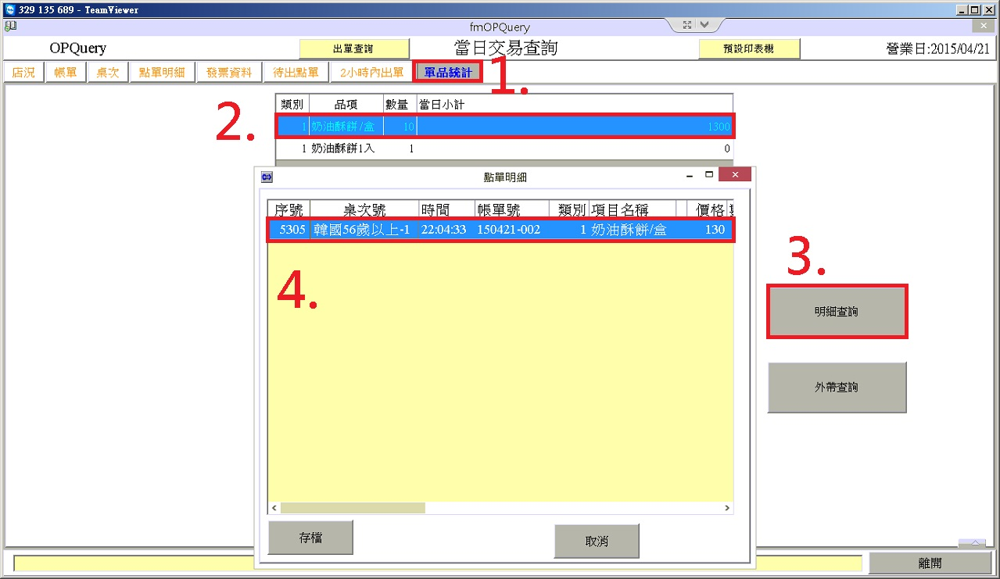 329 135 689 - TeamViewer
fmOPQuery
OPQuery 出單查詢 當日交易查詢 預設印表機 營業日:2015/04/21
店況 帳單 桌次 點單明細 發票資料 待出點單 2小時內出單 單品統計
1.
類別 品項 數量 當日小計
2.
1 奶油酥餅/盒 10 1300
1 奶油酥餅1入 1 0
點單明細
序號 桌次號 時間 帳單號 類別 項目名稱 價格
5305 韓國56歲以上-1 22:04:33 150421-002 1 奶油酥餅/盒 130
3.
4.
明細查詢
外帶查詢
存檔 取消
離開